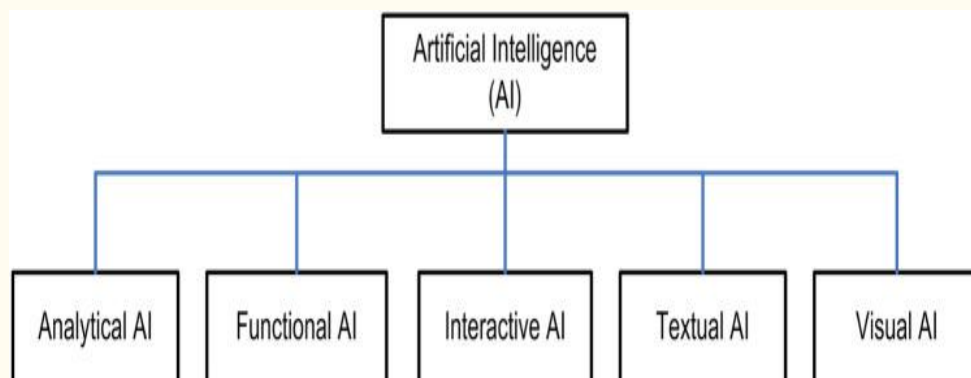 Artificial Intelligence
(AI)
Analytical AI
Functional AI
Interactive AI
Textual AI
Visual AI